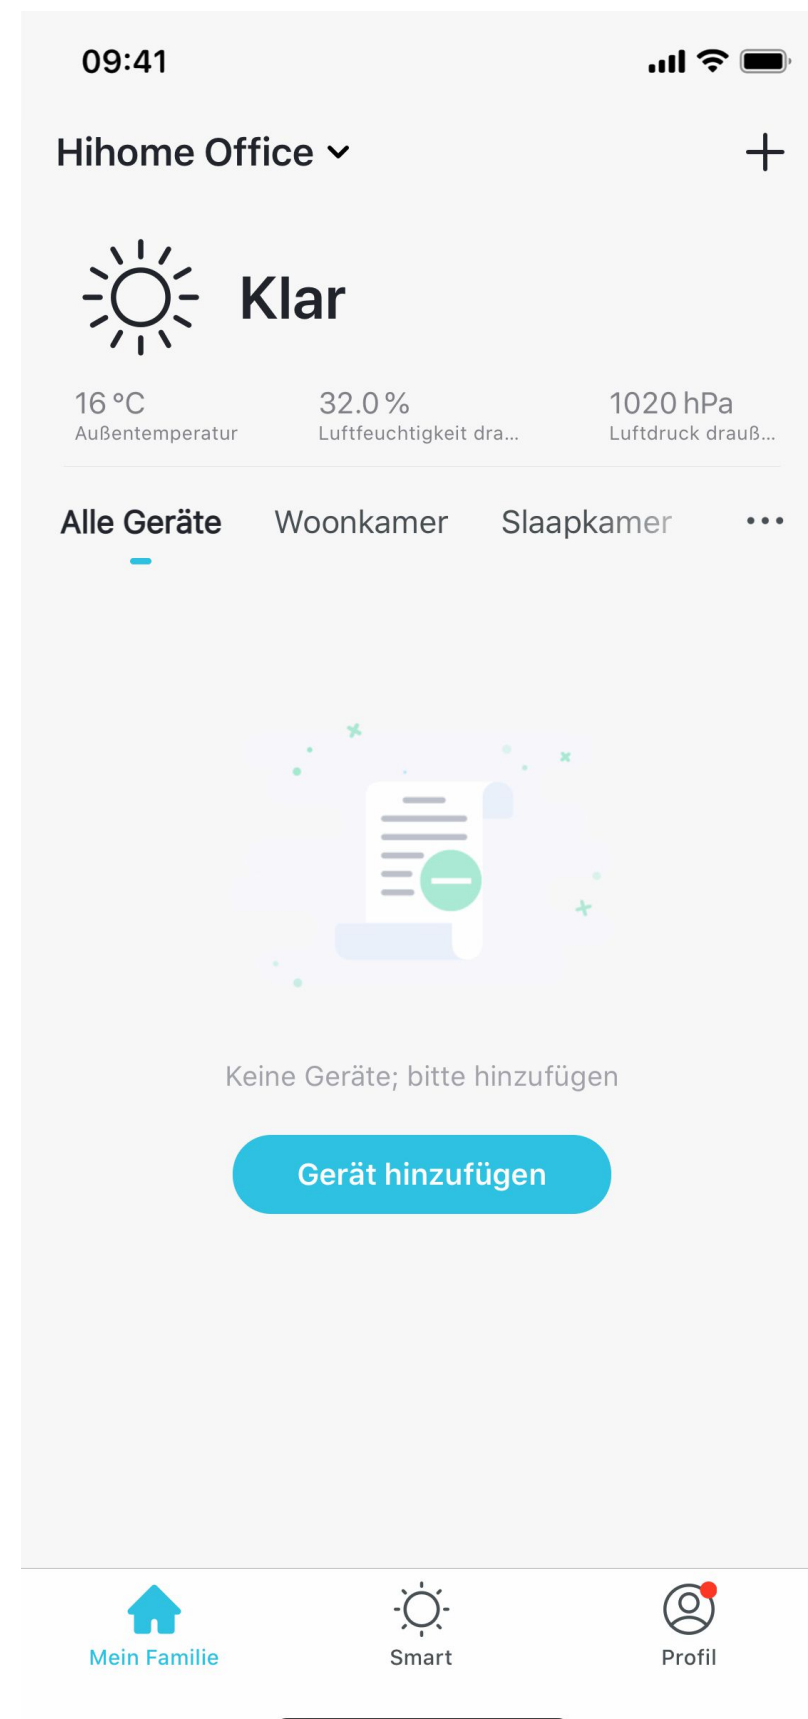 09:41
Hihome Office
Klar
16 °C 32.0 % 1020 hPa
Außentemperatur Luftfeuchtigkeit dra... Luftdruck drauß...
Alle Geräte Woonkamer Slaapkamer ...
Keine Geräte; bitte hinzufügen
Gerät hinzufügen
Mein Familie Smart Profil